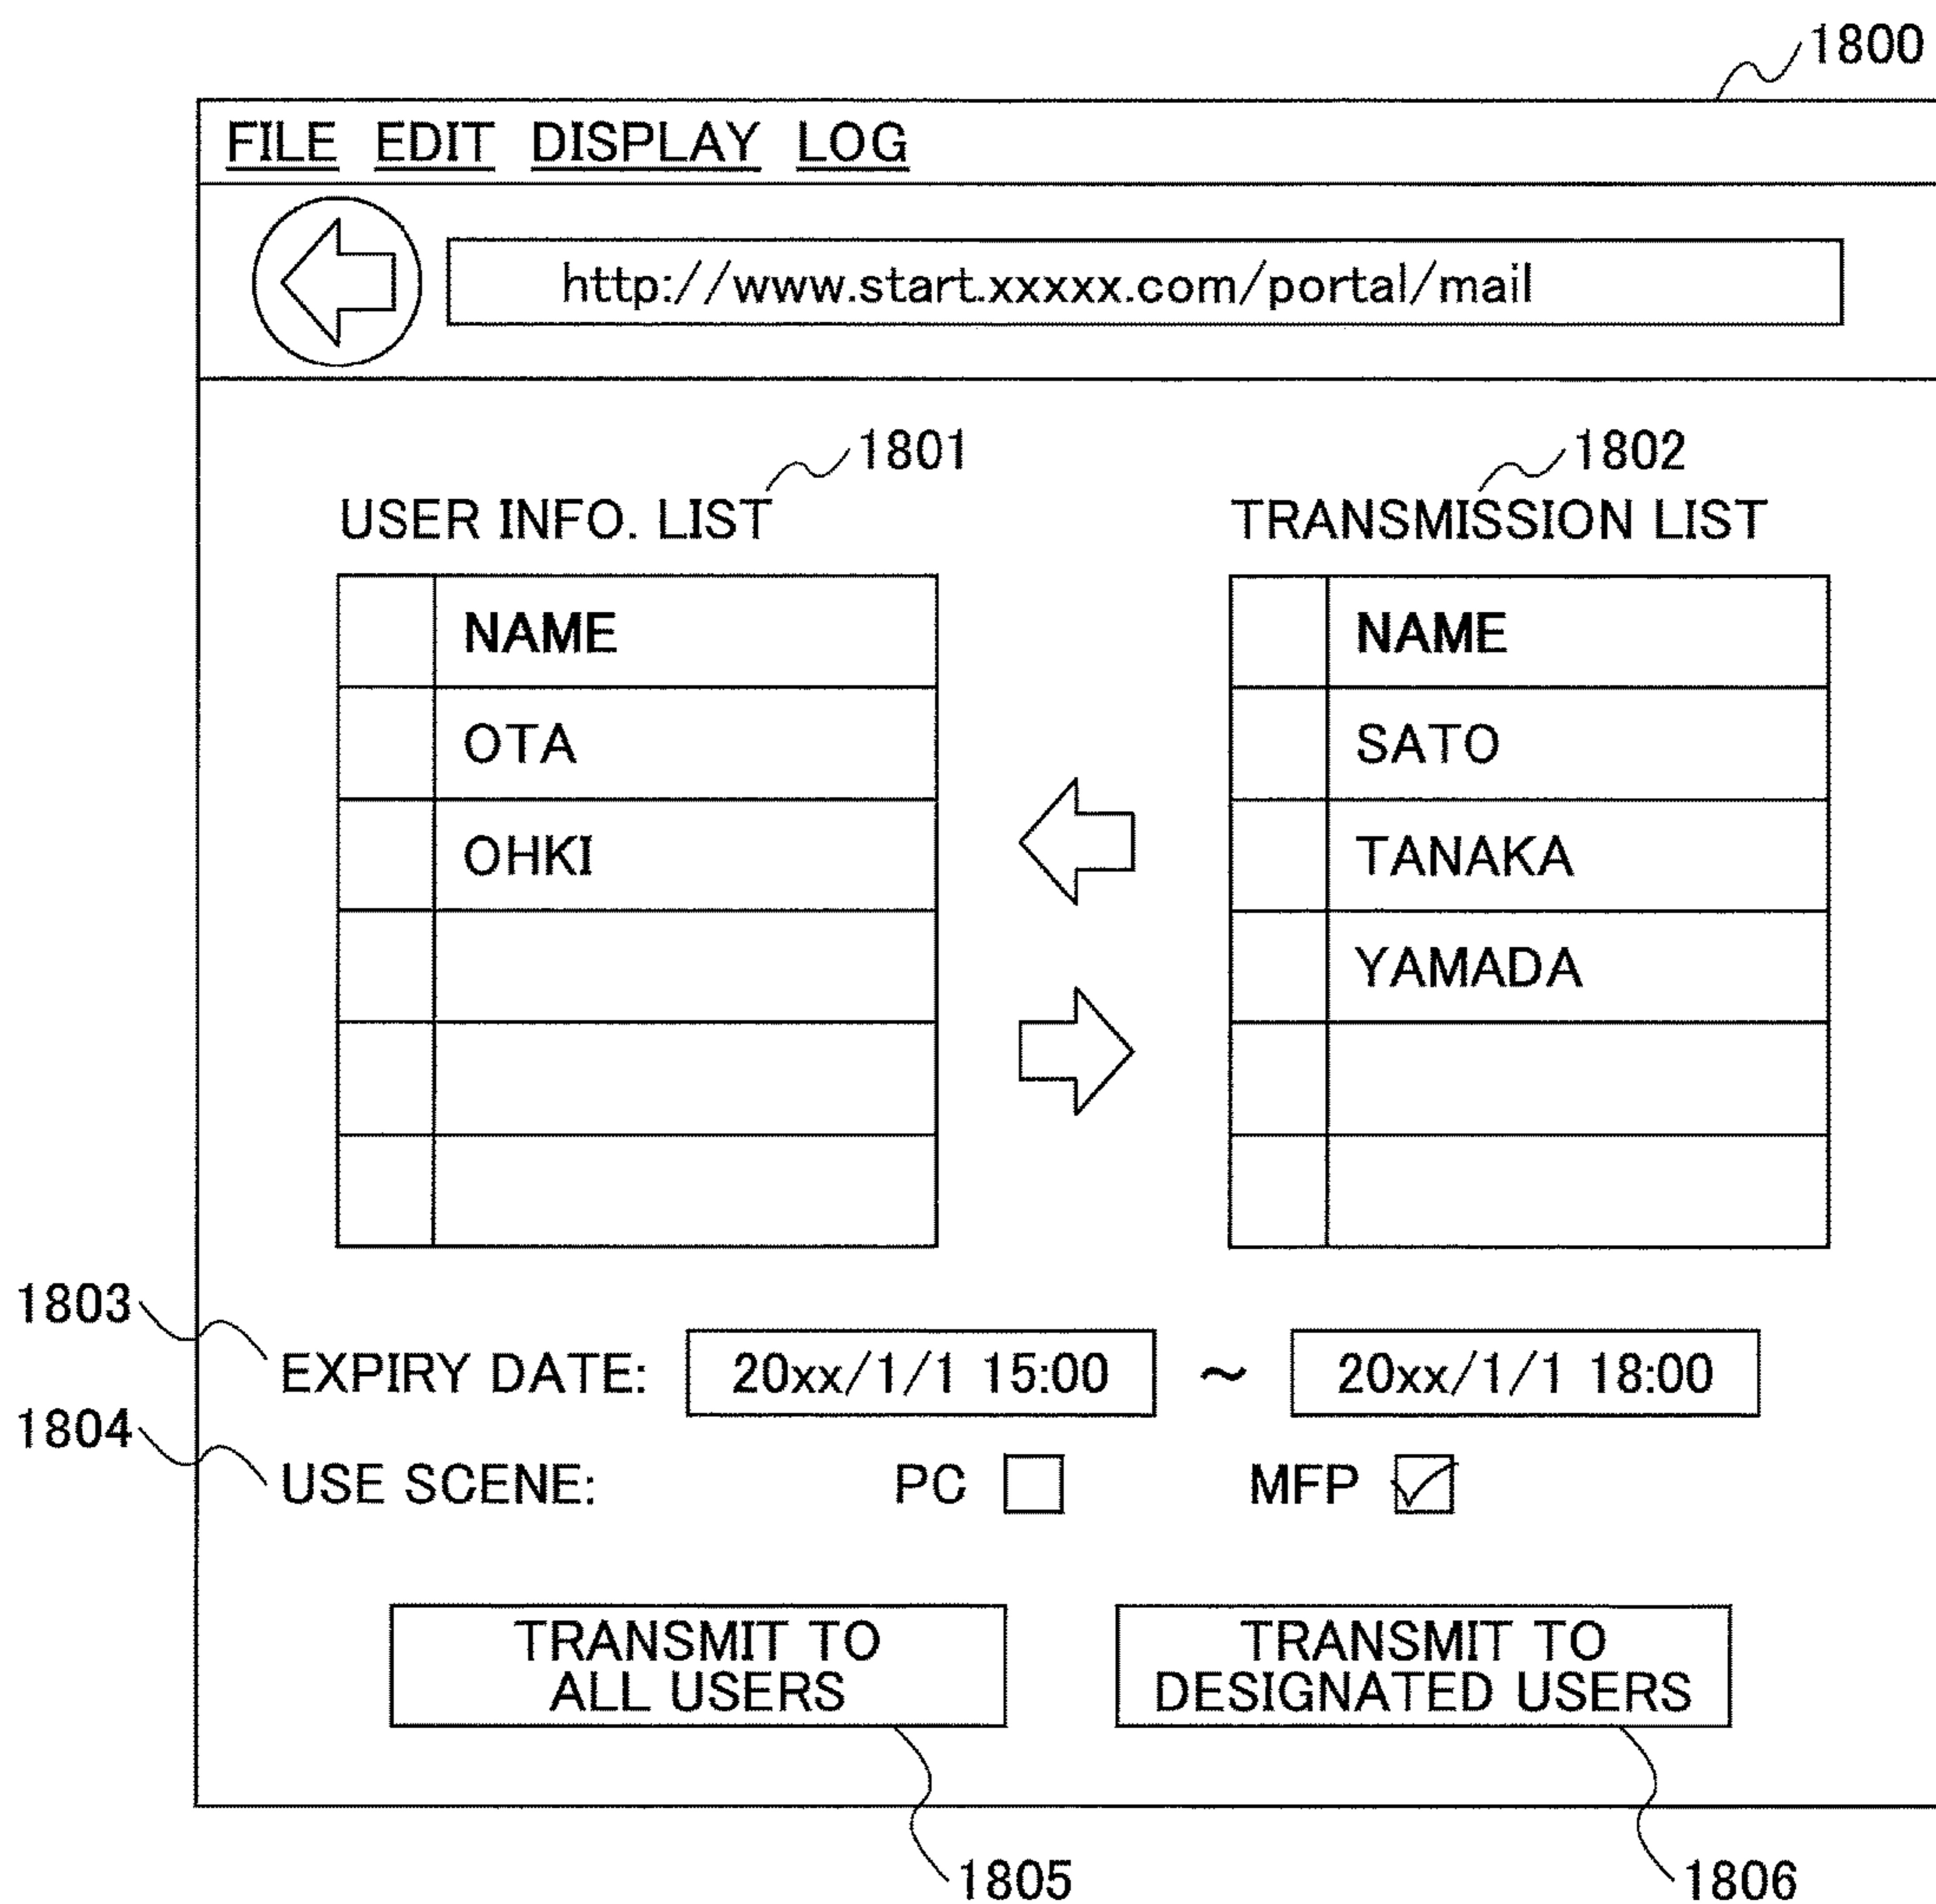 1800
FILE EDIT DISPLAY LOG
http://www.start.xxxxx.com/portal/mail
1801
1802
USER INFO. LIST
TRANSMISSION LIST
NAME
OTA
OHKI
NAME
SATO
TANAKA
YAMADA
1803
EXPIRY DATE: 20xx/1/1 15:00 ~ 20xx/1/1 18:00
1804
USE SCENE: PC MFP
TRANSMIT TO
ALL USERS
TRANSMIT TO
DESIGNATED USERS
1805
1806